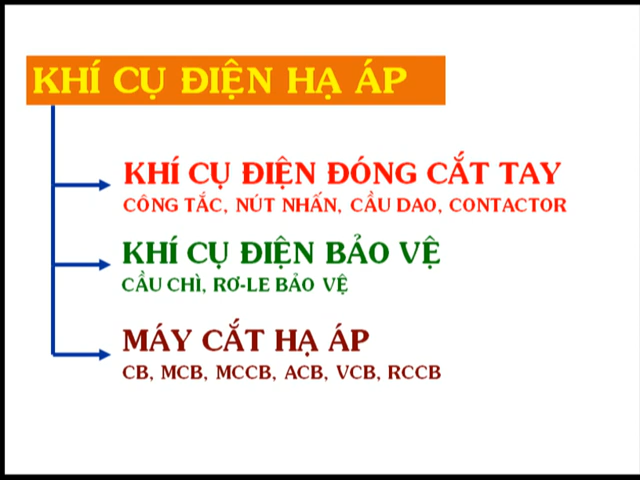 KHÍ CỤ ĐIỆN HẠ ÁP
KHÍ CỤ ĐIỆN ĐÓNG CẮT TAY
CÔNG TẮC, NÚT NHẤN, CẦU DAO, CONTACTOR
KHÍ CỤ ĐIỆN BẢO VỆ
CẦU CHÌ, RƠ-LE BẢO VỆ
MÁY CẮT HẠ ÁP
CB, MCB, MCCB, ACB, VCB, RCCB